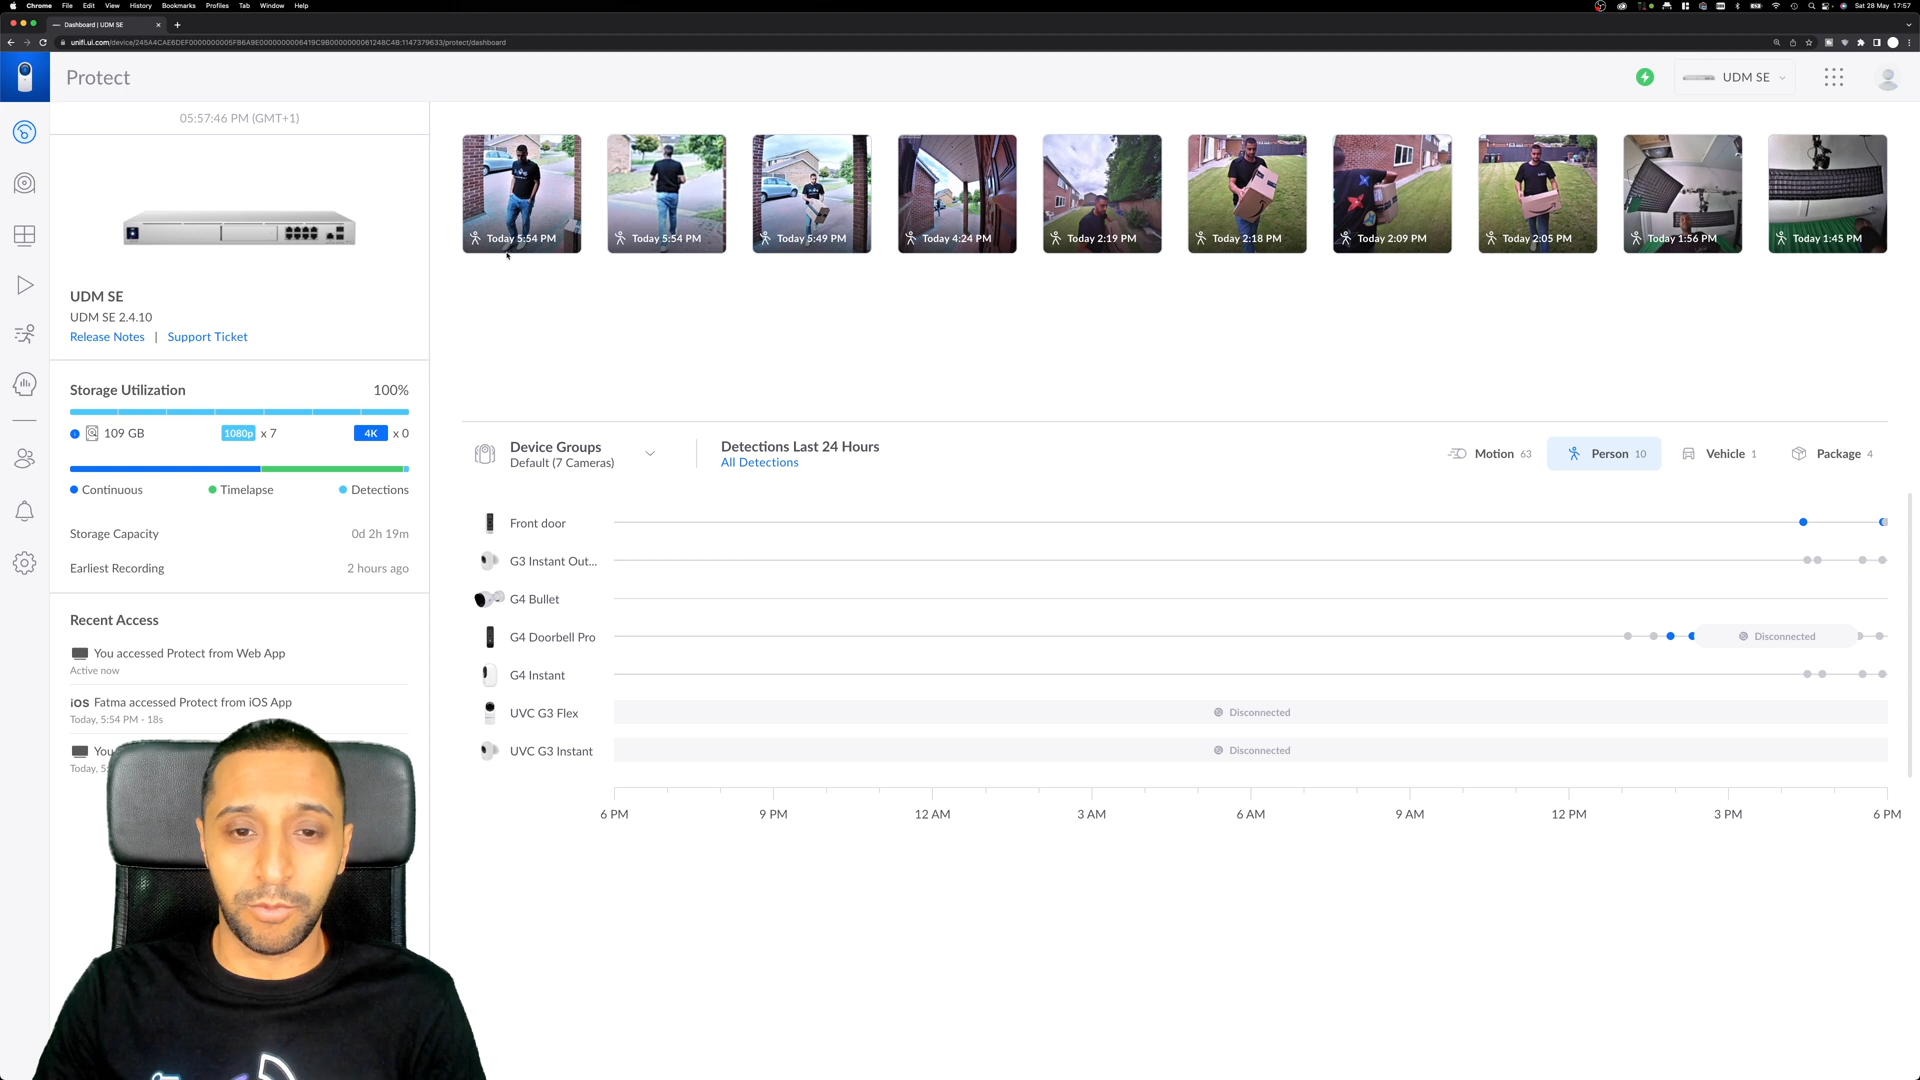 Chrome File Edit View History Bookmarks Profiles Tab Window Help
Sat 28 May 17:57
Dashboard | UDM SE
Protect
UDM SE
05:57:46 PM (GMT+1)
Today 5:54 PM
Today 5:54 PM
Today 5:49 PM
Today 4:24 PM
Today 2:19 PM
Today 2:18 PM
Today 2:09 PM
Today 2:05 PM
Today 1:56 PM
Today 1:45 PM
UDM SE
UDM SE 2.4.10
Release Notes | Support Ticket
Storage Utilization 100%
109 GB 1080p x 7 4K x 0
Continuous Timelapse Detections
Storage Capacity 0d 2h 19m
Earliest Recording 2 hours ago
Recent Access
You accessed Protect from Web App
Active now
iOS Fatma accessed Protect from iOS App
Today, 5:54 PM - 18s
You
Today, 5:
Device Groups
Default (7 Cameras)
Detections Last 24 Hours
All Detections
Motion 63
Person 10
Vehicle 1
Package 4
Front door
G3 Instant Out...
G4 Bullet
G4 Doorbell Pro
Disconnected
G4 Instant
UVC G3 Flex
Disconnected
UVC G3 Instant
Disconnected
6 PM 9 PM 12 AM 3 AM 6 AM 9 AM 12 PM 3 PM 6 PM